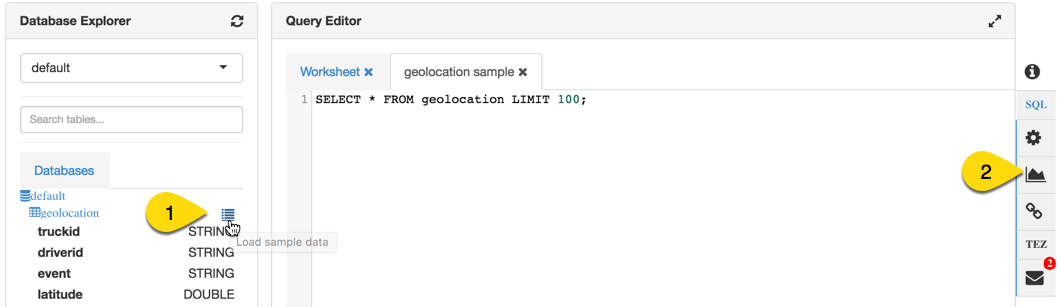 Database Explorer
default
Search tables...
Databases
default
geolocation
truckid STRING
driverid STRING
event STRING
latitude DOUBLE
1
Load sample data
Query Editor
Worksheet
geolocation sample
1 SELECT * FROM geolocation LIMIT 100;
SQL
2
TEZ
2